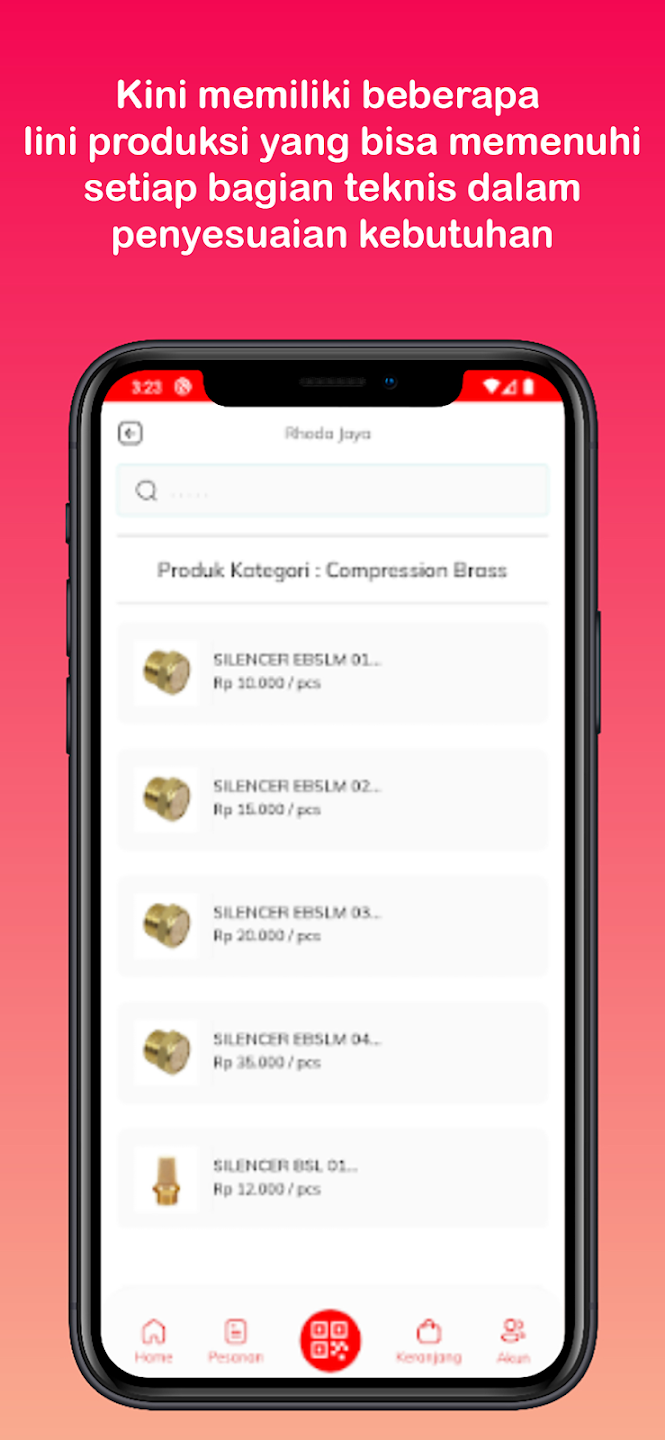 Kini memiliki beberapa
lini produksi yang bisa memenuhi
setiap bagian teknis dalam
penyesuaian kebutuhan
3:23
Rhoda Jaya
.....
Produk Kategori : Compression Brass
SILENCER EBSLM 01...
Rp 10.000 / pcs
SILENCER EBSLM 02...
Rp 15.000 / pcs
SILENCER EBSLM 03...
Rp 20.000 / pcs
SILENCER EBSLM 04...
Rp 35.000 / pcs
SILENCER BSL 01...
Rp 12.000 / pcs
Home Pesanan Keranjang Akun